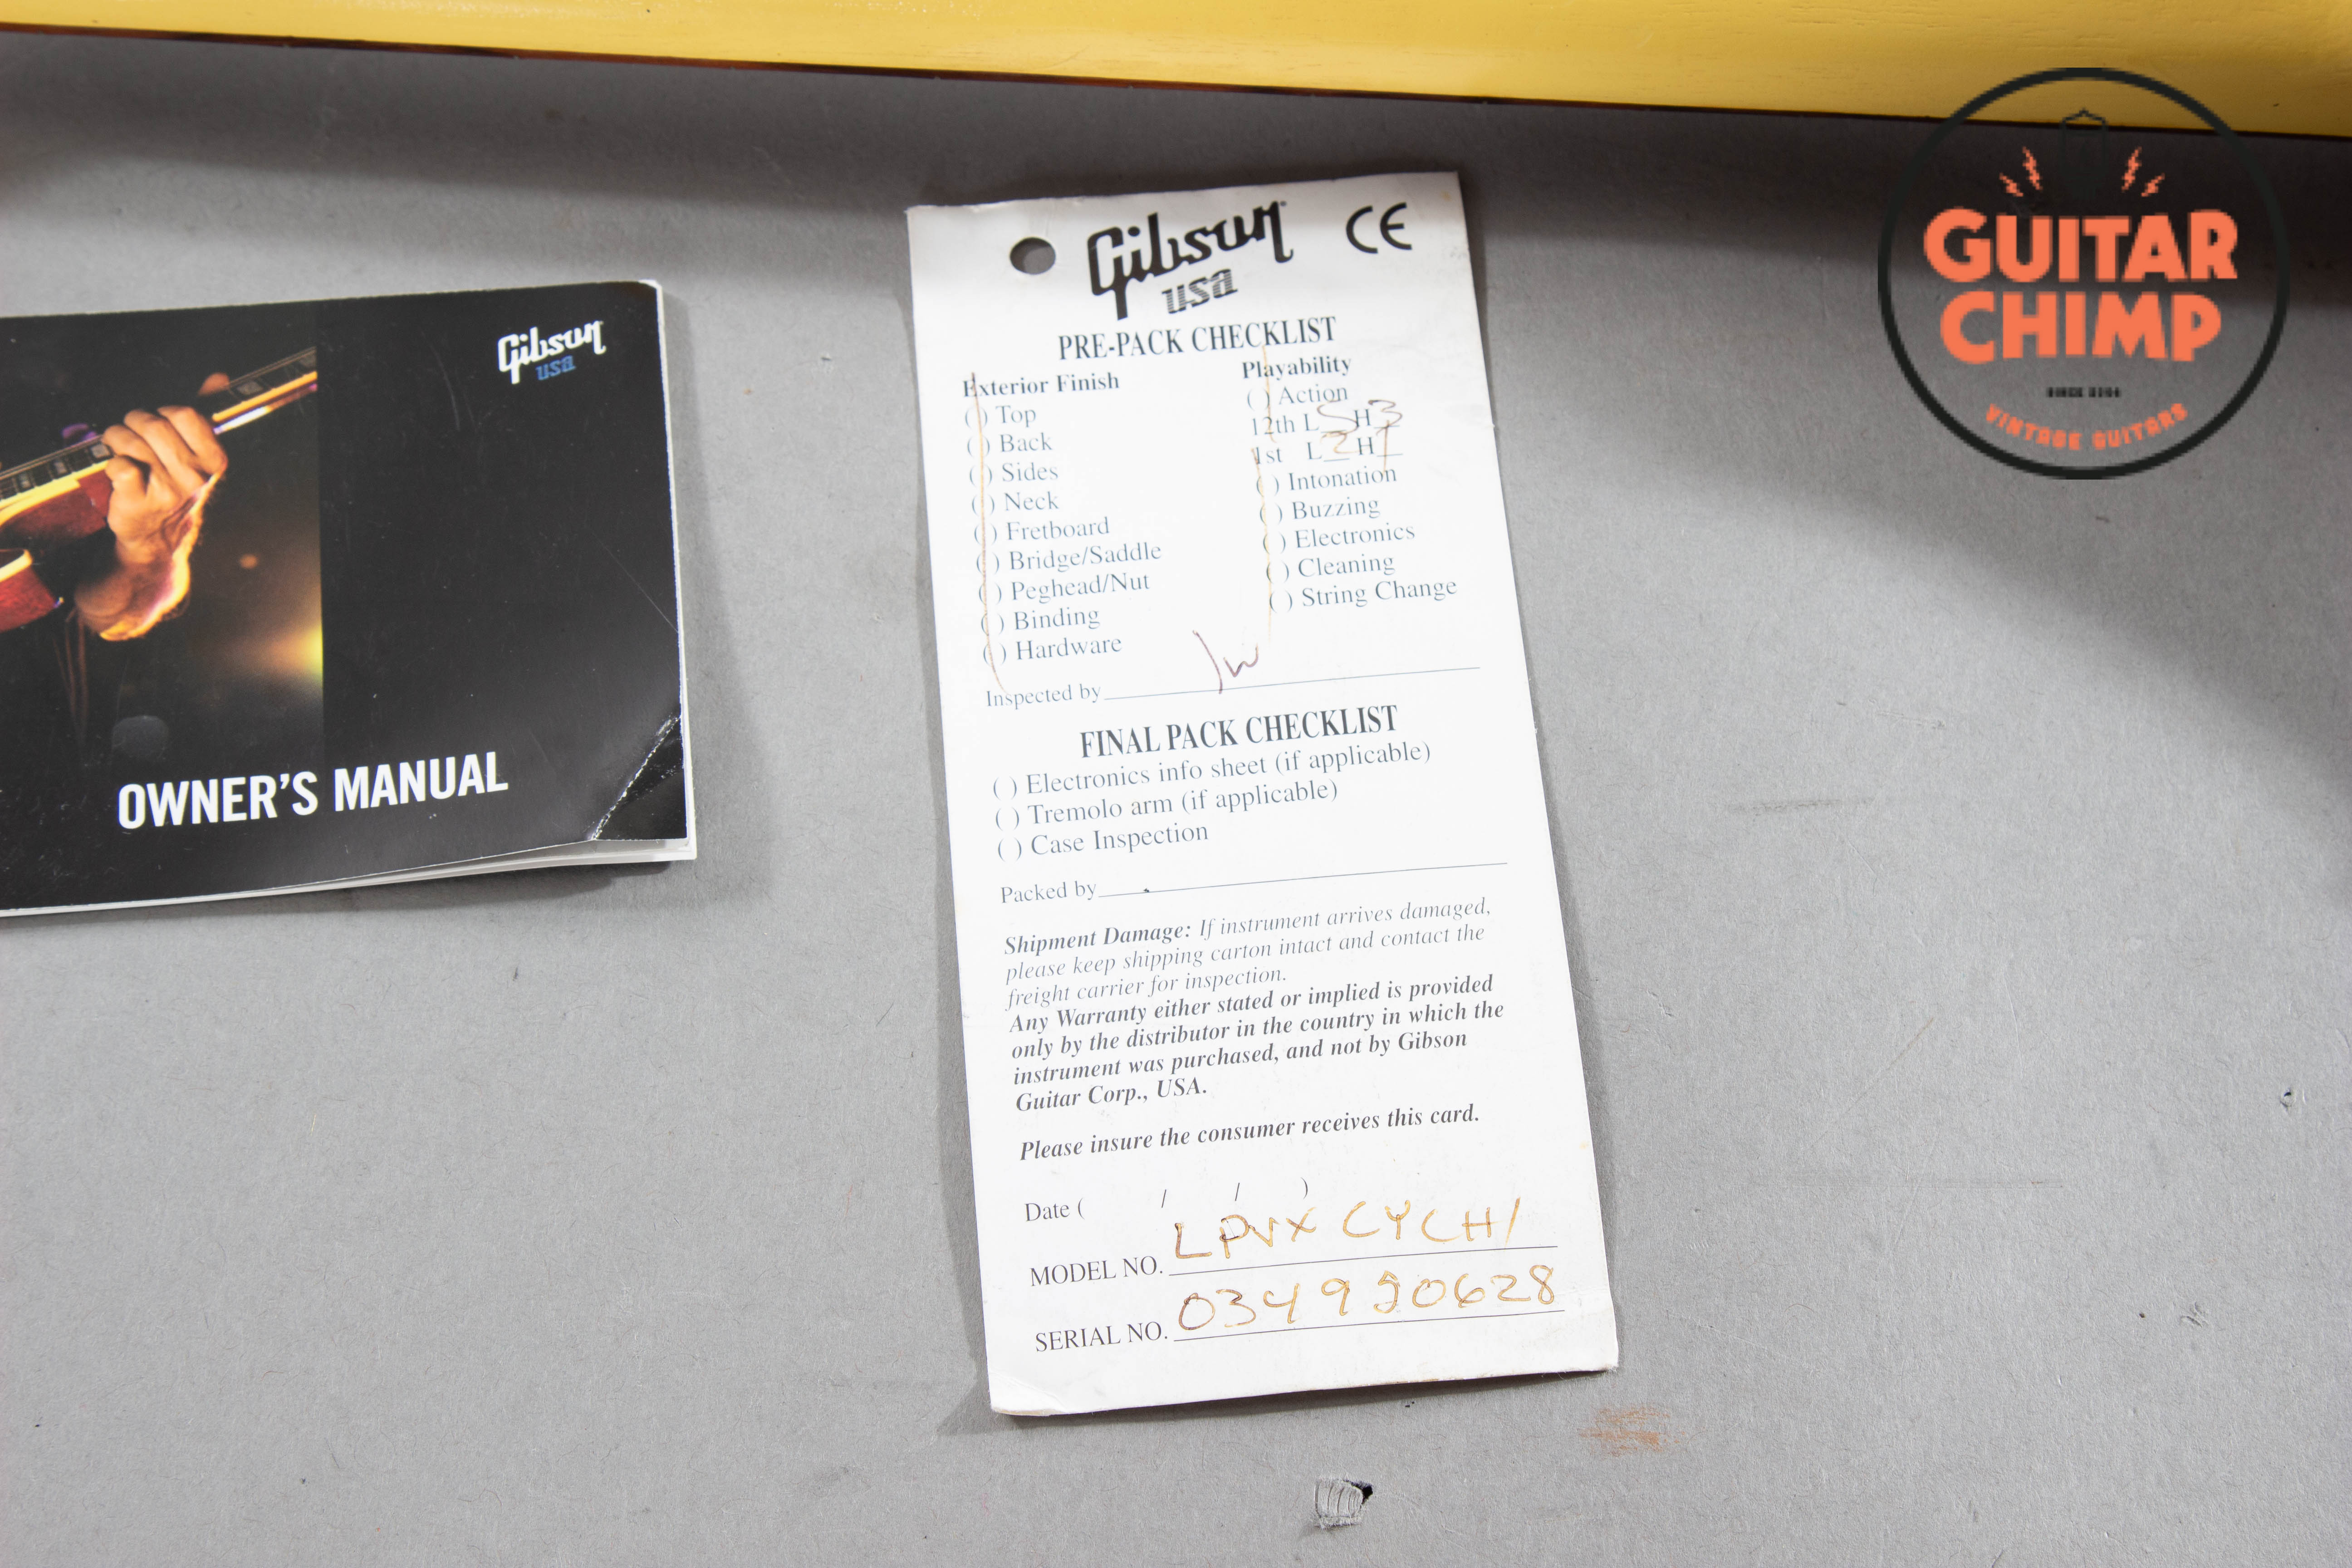 Gibson
usa
OWNER'S MANUAL
Gibson CE
usa
PRE-PACK CHECKLIST
Exterior Finish
( ) Top
( ) Back
( ) Sides
( ) Neck
( ) Fretboard
( ) Bridge/Saddle
( ) Peghead/Nut
( ) Binding
( ) Hardware
Playability
( ) Action
12th L 5 H 3
1st L 2 H 1
( ) Intonation
( ) Buzzing
( ) Electronics
( ) Cleaning
( ) String Change
Inspected by
FINAL PACK CHECKLIST
( ) Electronics info sheet (if applicable)
( ) Tremolo arm (if applicable)
( ) Case Inspection
Packed by
Shipment Damage: If instrument arrives damaged,
please keep shipping carton intact and contact the
freight carrier for inspection.
Any Warranty either stated or implied is provided
only by the distributor in the country in which the
instrument was purchased, and not by Gibson
Guitar Corp., USA.
Please insure the consumer receives this card.
Date ( / / )
MODEL NO. LPVX CYCH1
SERIAL NO.
GUITAR
CHIMP
VINTAGE GUITARS